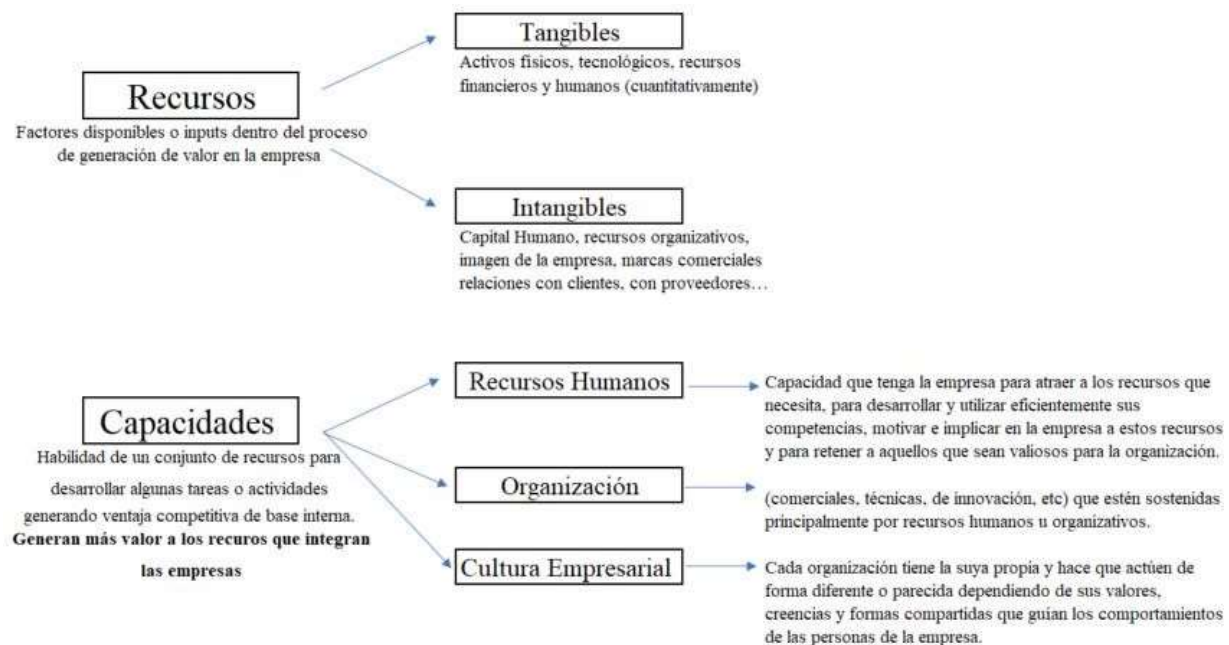 Tangibles
Activos físicos, tecnológicos, recursos
financieros y humanos (cuantitativamente)
Recursos
Factores disponibles o inputs dentro del proceso
de generación de valor en la empresa
Intangibles
Capital Humano, recursos organizativos,
imagen de la empresa, marcas comerciales
relaciones con clientes, con proveedores…
Capacidades
Habilidad de un conjunto de recursos para
desarrollar algunas tareas o actividades
generando ventaja competitiva de base interna.
Generan más valor a los recuros que integran
las empresas
Recursos Humanos
Capacidad que tenga la empresa para atraer a los recursos que
necesita, para desarrollar y utilizar eficientemente sus
competencias, motivar e implicar en la empresa a estos recursos
y para retener a aquellos que sean valiosos para la organización.
Organización
(comerciales, técnicas, de innovación, etc) que estén sostenidas
principalmente por recursos humanos u organizativos.
Cultura Empresarial
Cada organización tiene la suya propia y hace que actúen de
forma diferente o parecida dependiendo de sus valores,
creencias y formas compartidas que guían los comportamientos
de las personas de la empresa.